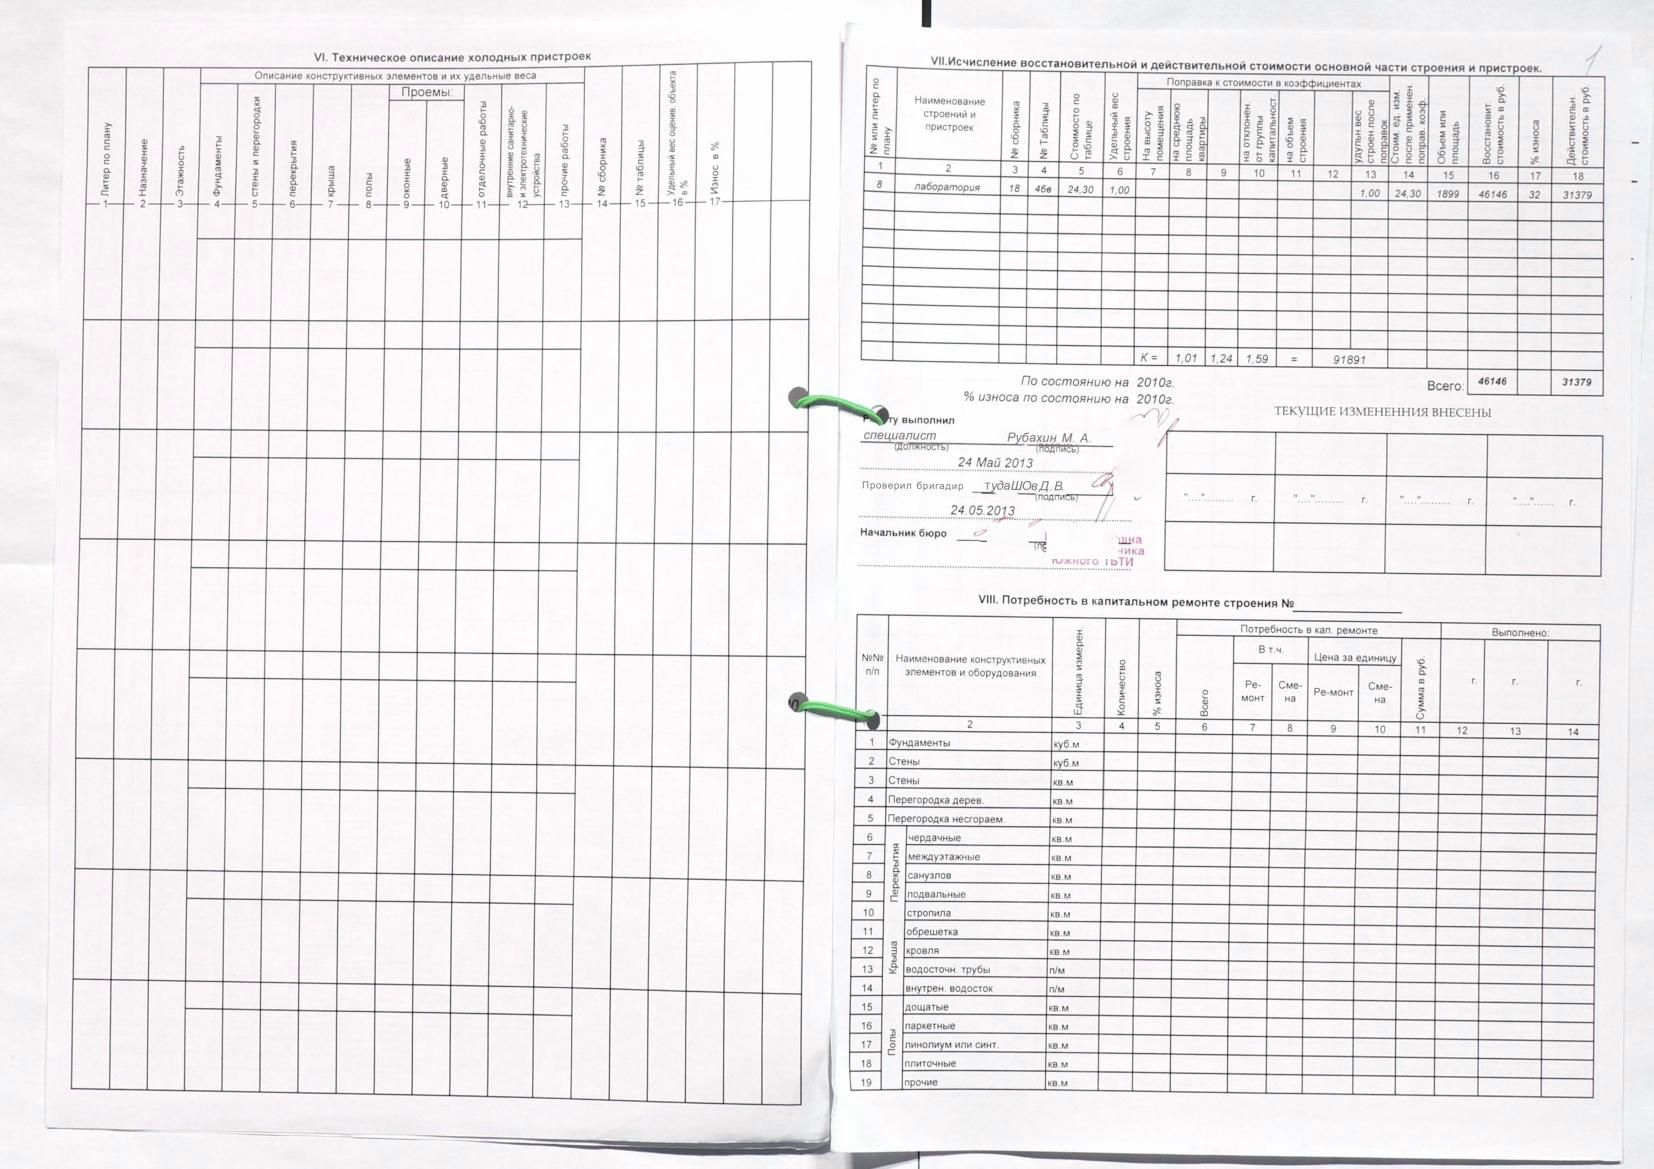 VI. Техническое описание холодных пристроек
Литер по плану
Назначение
Этажность
Описание конструктивных элементов и их удельные веса
Фундаменты
стены и перегородки
перекрытия
крыша
полы
Проемы:
оконные
дверные
отделочные работы
внутренние санитарно-
и электротехнические
устройства
прочие работы
№ сборника
№ таблицы
Удельный вес оценив. объекта
в %
Износ в %
1 2 3 4 5 6 7 8 9 10 11 12 13 14 15 16 17
1
VII.Исчисление восстановительной и действительной стоимости основной части строения и пристроек.
№ или литер по
плану
Наименование
строений и
пристроек
№ сборника
№ Таблицы
Стоимосто по
таблице
Удельный вес
строения
Поправка к стоимости в коэффициентах
На высоту
помещения
на среднюю
площадь
квартиры
на отклонен.
от группы
капитальност.
на объем
строения
удульн.вес
строен.после
поправок
Стоим. ед. изм.
после применен.
поправ. коэф.
Объем или
площадь
Восстановит.
стоимость в руб.
% износа
Действительн.
стоимость в руб.
1 2 3 4 5 6 7 8 9 10 11 12 13 14 15 16 17 18
8 лаборатория 18 46в 24,30 1,00 1,00 24,30 1899 46146 32 31379
К = 1,01 1,24 1,59 = 91891
Всего: 46146 31379
По состоянию на 2010г.
% износа по состоянию на 2010г.
ту выполнил
специалист Рубахин М. А.
(должность) (подпись)
24 Май 2013
Проверил бригадир тудаШОв Д. В.
(подпись)
24.05.2013
Начальник бюро
Южного ТБТИ
ТЕКУЩИЕ ИЗМЕНЕННИЯ ВНЕСЕНЫ
"....“......... г. "....“......... г. "....“......... г. "....“...... г.
VIII. Потребность в капитальном ремонте строения №
№№
п/п
Наименование конструктивных
элементов и оборудования
Единица измерен.
Количество
% износа
Потребность в кап. ремонте
Всего
В т.ч.
Ре-
монт
Сме-
на
Цена за единицу
Ре-монт
Сме-
на
Сумма в руб.
Выполнено:
г. г. г.
2 3 4 5 6 7 8 9 10 11 12 13 14
1 Фундаменты куб.м
2 Стены куб.м
3 Стены кв.м
4 Перегородка дерев. кв.м
5 Перегородка несгораем. кв.м
Перекрытия
6 чердачные кв.м
7 междуэтажные кв.м
8 санузлов кв.м
9 подвальные кв.м
Крыша
10 стропила кв.м
11 обрешетка кв.м
12 кровля кв.м
13 водосточн. трубы п/м
14 внутрен. водосток п/м
Полы
15 дощатые кв.м
16 паркетные кв.м
17 линолиум или синт. кв.м
18 плиточные кв.м
19 прочие кв.м